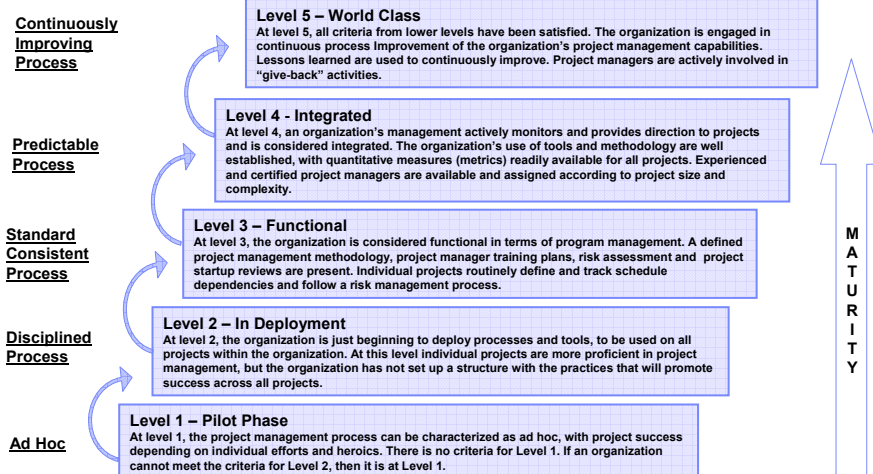 Continuously
Improving
Process
Level 5 – World Class
At level 5, all criteria from lower levels have been satisfied. The organization is engaged in
continuous process Improvement of the organization's project management capabilities.
Lessons learned are used to continuously improve. Project managers are actively involved in
“give-back” activities.
Predictable
Process
Level 4 - Integrated
At level 4, an organization's management actively monitors and provides direction to projects
and is considered integrated. The organization's use of tools and methodology are well
established, with quantitative measures (metrics) readily available for all projects. Experienced
and certified project managers are available and assigned according to project size and
complexity.
Standard
Consistent
Process
Level 3 – Functional
At level 3, the organization is considered functional in terms of program management. A defined
project management methodology, project manager training plans, risk assessment and project
startup reviews are present. Individual projects routinely define and track schedule
dependencies and follow a risk management process.
Disciplined
Process
Level 2 – In Deployment
At level 2, the organization is just beginning to deploy processes and tools, to be used on all
projects within the organization. At this level individual projects are more proficient in project
management, but the organization has not set up a structure with the practices that will promote
success across all projects.
Ad Hoc
Level 1 – Pilot Phase
At level 1, the project management process can be characterized as ad hoc, with project success
depending on individual efforts and heroics. There is no criteria for Level 1. If an organization
cannot meet the criteria for Level 2, then it is at Level 1.
MATURITY